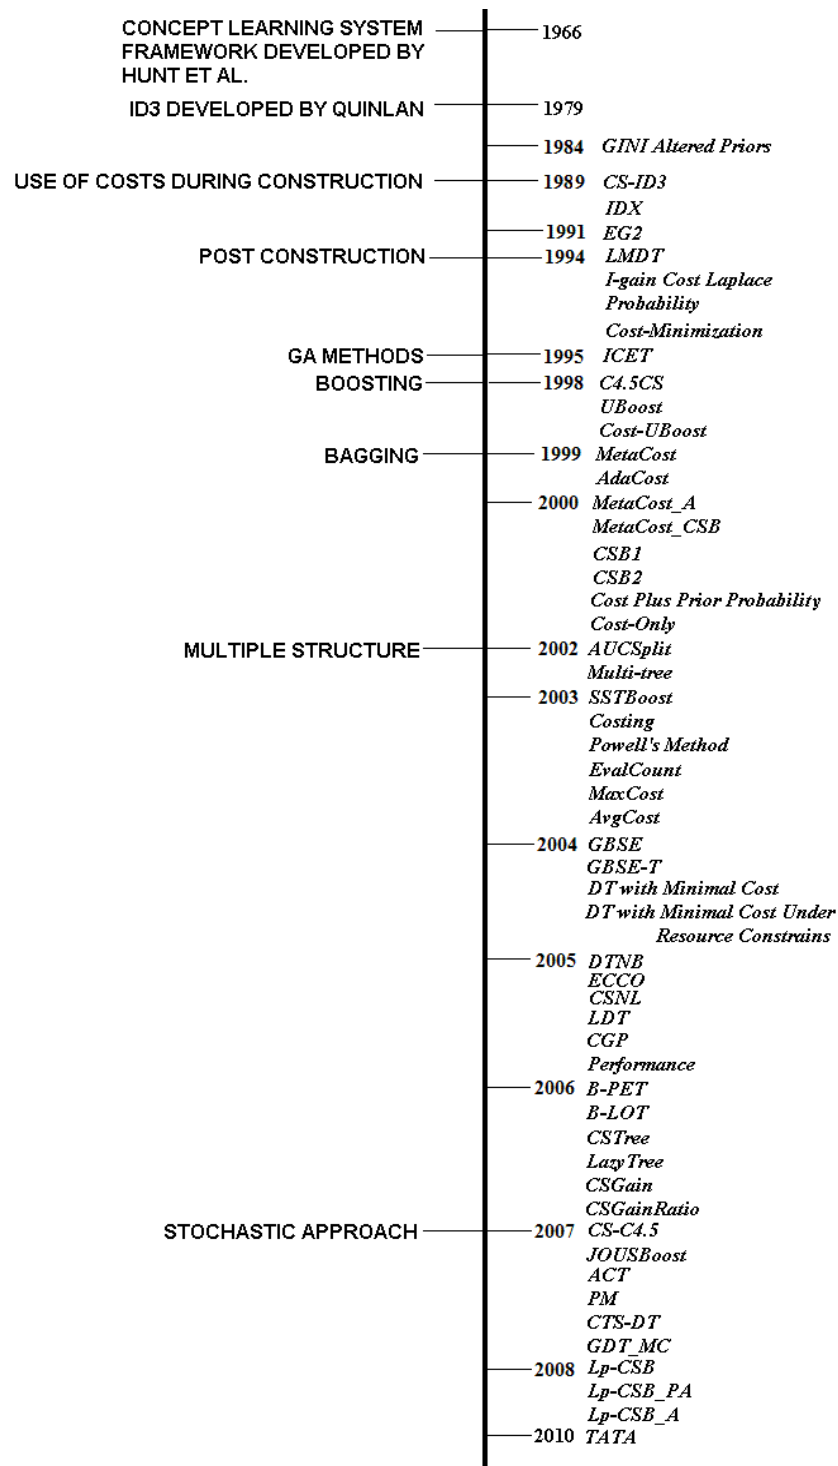 CONCEPT LEARNING SYSTEM
FRAMEWORK DEVELOPED BY
HUNT ET AL.
1966
ID3 DEVELOPED BY QUINLAN
1979
1984 GINI Altered Priors
USE OF COSTS DURING CONSTRUCTION
1989 CS-ID3
IDX
1991 EG2
POST CONSTRUCTION
1994 LMDT
I-gain Cost Laplace
Probability
Cost-Minimization
GA METHODS
1995 ICET
BOOSTING
1998 C4.5CS
UBoost
Cost-UBoost
BAGGING
1999 MetaCost
AdaCost
2000 MetaCost_A
MetaCost_CSB
CSB1
CSB2
Cost Plus Prior Probability
Cost-Only
MULTIPLE STRUCTURE
2002 AUCSplit
Multi-tree
2003 SSTBoost
Costing
Powell's Method
EvalCount
MaxCost
AvgCost
2004 GBSE
GBSE-T
DT with Minimal Cost
DT with Minimal Cost Under
Resource Constrains
2005 DTNB
ECCO
CSNL
LDT
CGP
Performance
2006 B-PET
B-LOT
CSTree
LazyTree
CSGain
CSGainRatio
STOCHASTIC APPROACH
2007 CS-C4.5
JOUSBoost
ACT
PM
CTS-DT
GDT_MC
2008 Lp-CSB
Lp-CSB_PA
Lp-CSB_A
2010 TATA